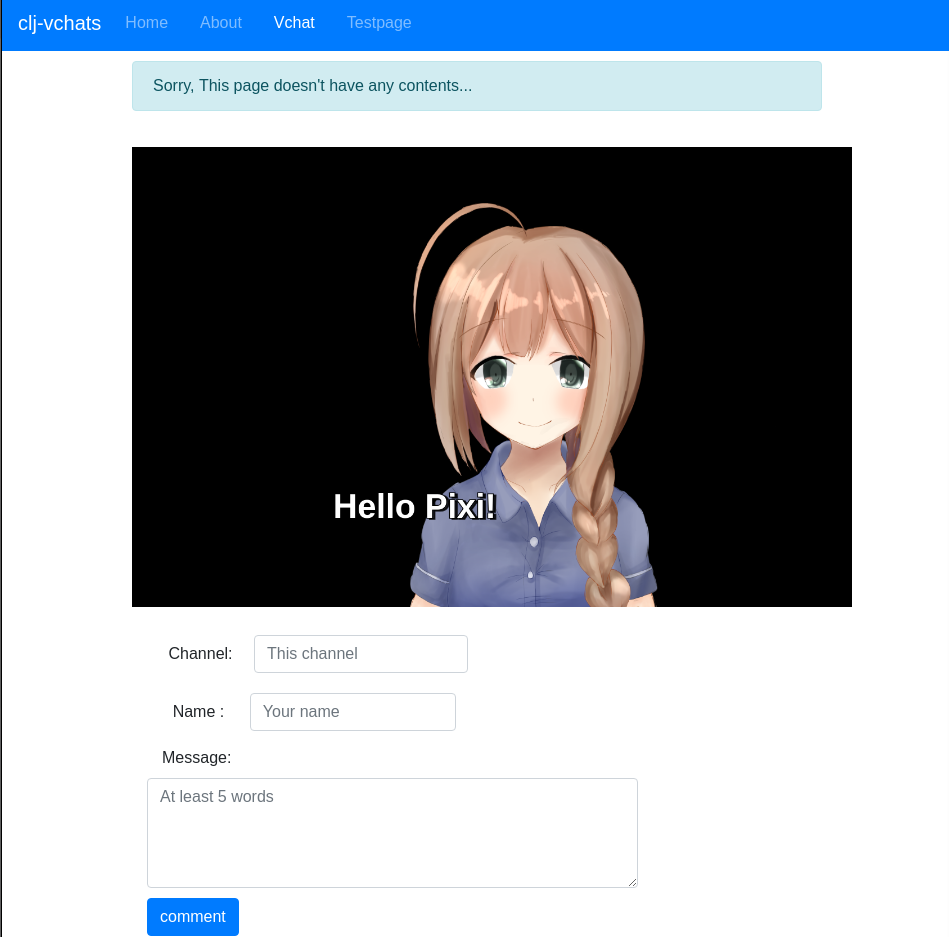 clj-vchats Home About Vchat Testpage
Sorry, This page doesn't have any contents...
Hello Pixi!
Channel: This channel
Name : Your name
Message:
At least 5 words
comment